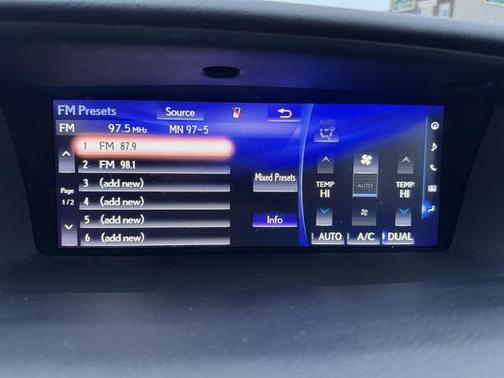 FM Presets Source
FM 97.5 MHz MN 97-5
1 FM 87.9
2 FM 98.1
3 (add new)
4 (add new)
5 (add new)
6 (add new)
Page
1/2
Mixed Presets
Info
AUTO
TEMP
HI
AUTO
TEMP
HI
AUTO A/C DUAL